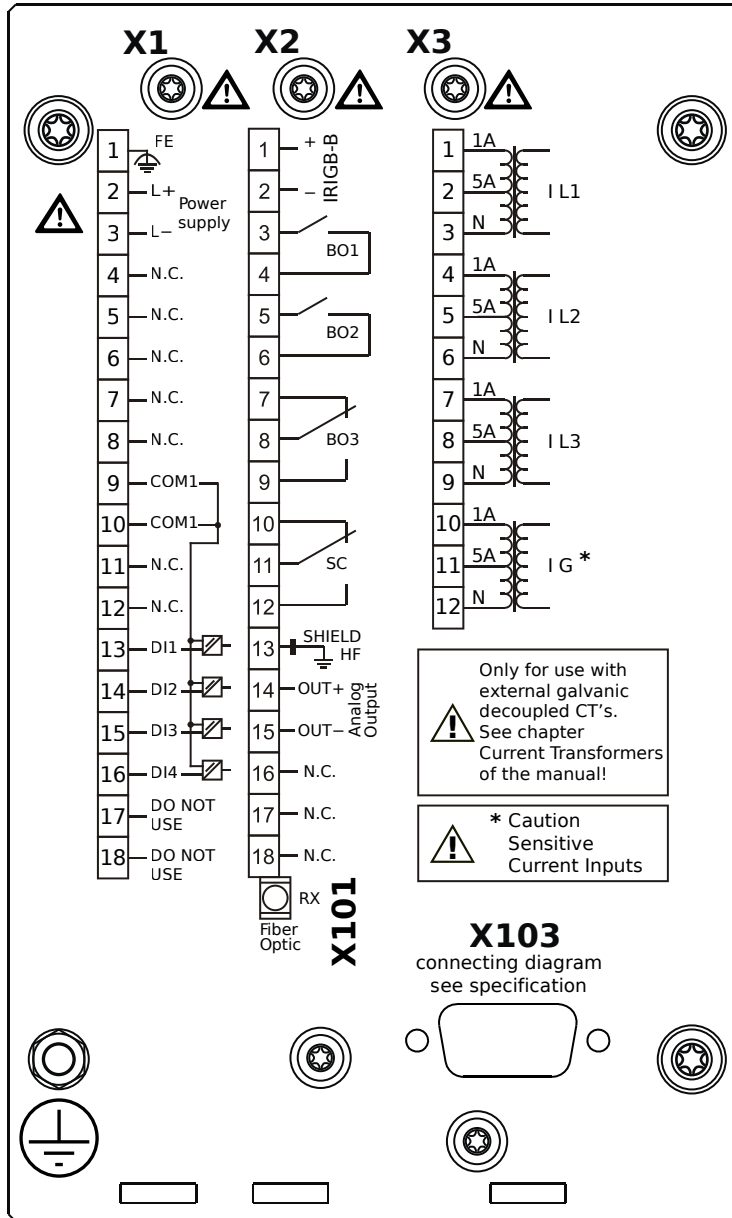 X1 X2 X3
1 FE
2 L+
3 L−
Power
supply
4 N.C.
5 N.C.
6 N.C.
7 N.C.
8 N.C.
9 COM1
10 COM1
11 N.C.
12 N.C.
13 DI1
14 DI2
15 DI3
16 DI4
17 DO NOT
USE
18 DO NOT
USE
1 +
2 −
IRIGB-B
3
4
BO1
5
6
BO2
7
8 BO3
9
10
11 SC
12
13 SHIELD
HF
14 OUT+
15 OUT−
Analog
Output
16 N.C.
17 N.C.
18 N.C.
RX
Fiber
Optic
X101
1 1A
2 5A I L1
3 N
4 1A
5 5A I L2
6 N
7 1A
8 5A I L3
9 N
10 1A
11 5A I G *
12 N
! Only for use with
external galvanic
decoupled CT's.
See chapter
Current Transformers
of the manual!
! * Caution
Sensitive
Current Inputs
X103
connecting diagram
see specification